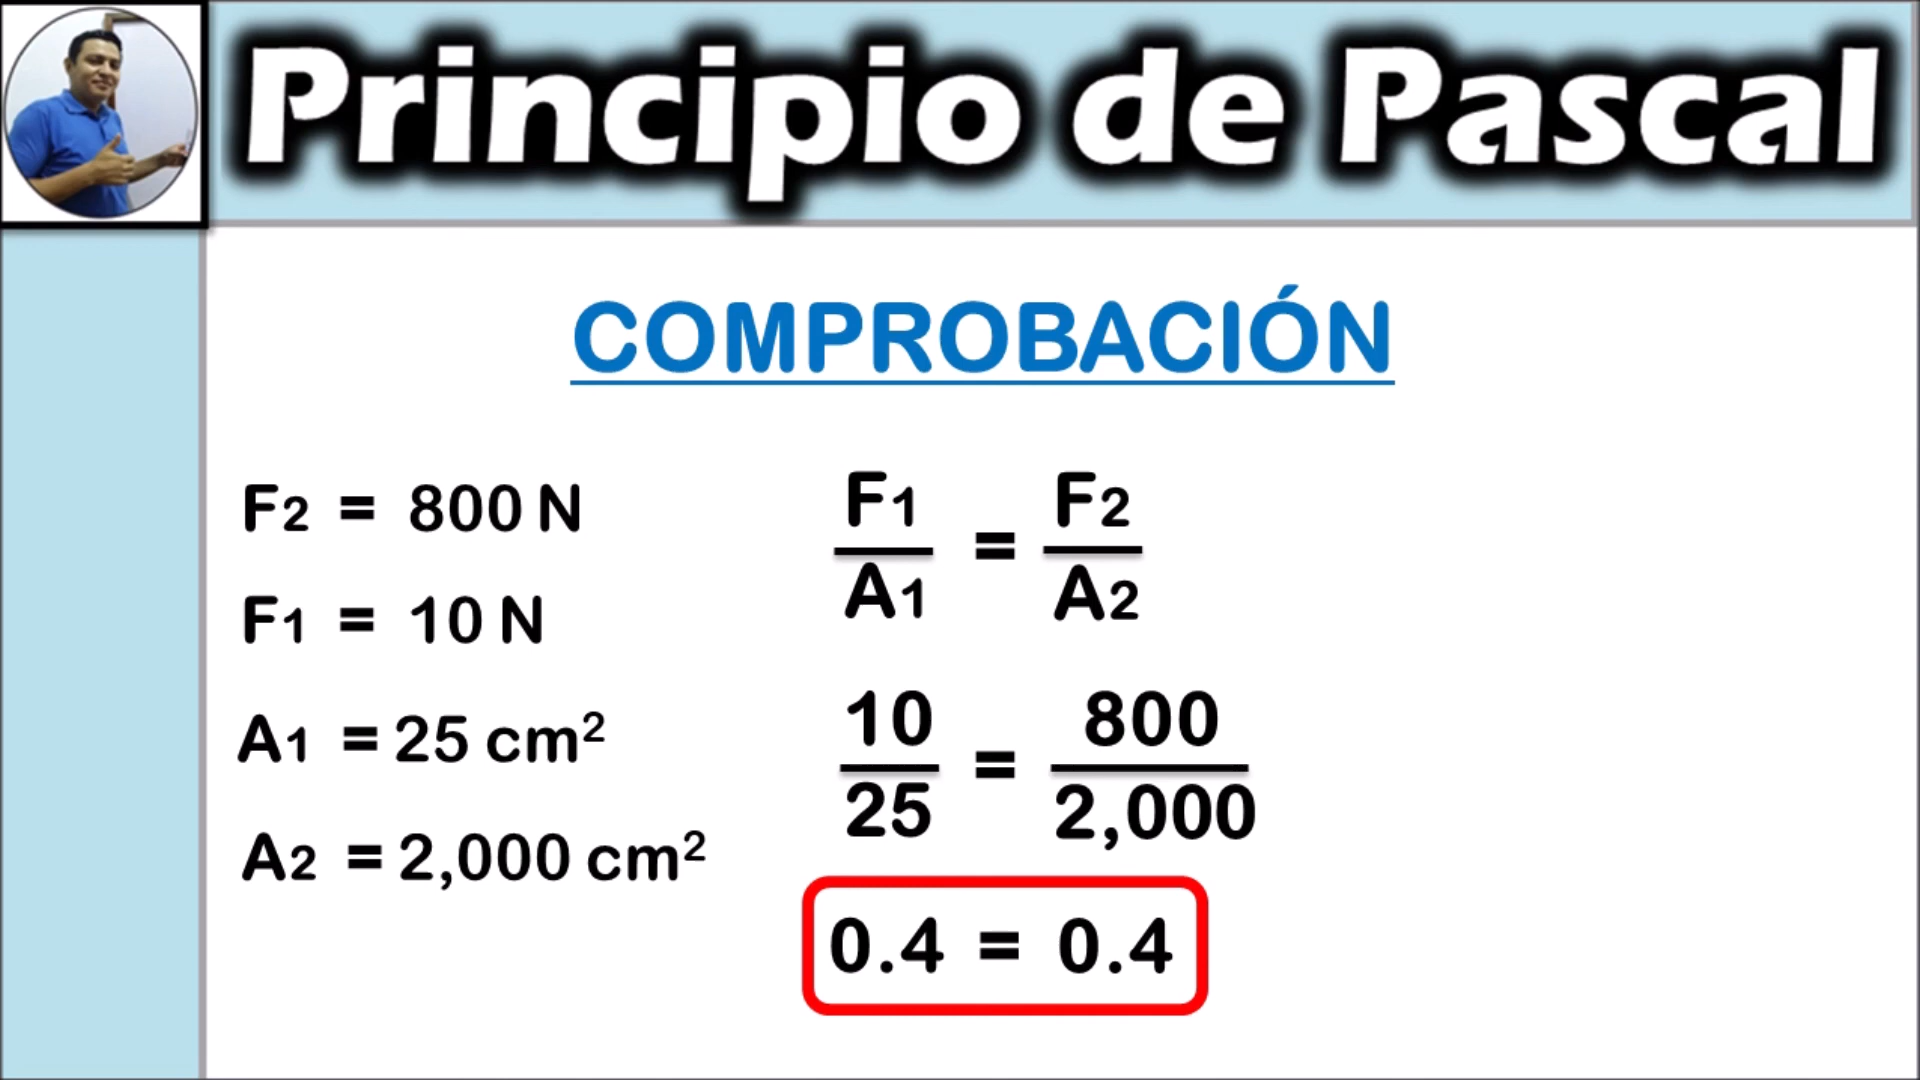 Principio de Pascal
COMPROBACIÓN
F2 = 800 N
F1 = 10 N
A1 = 25 cm²
A2 = 2,000 cm²
F1 = F2
A1 A2
10 = 800
25 2,000
0.4 = 0.4